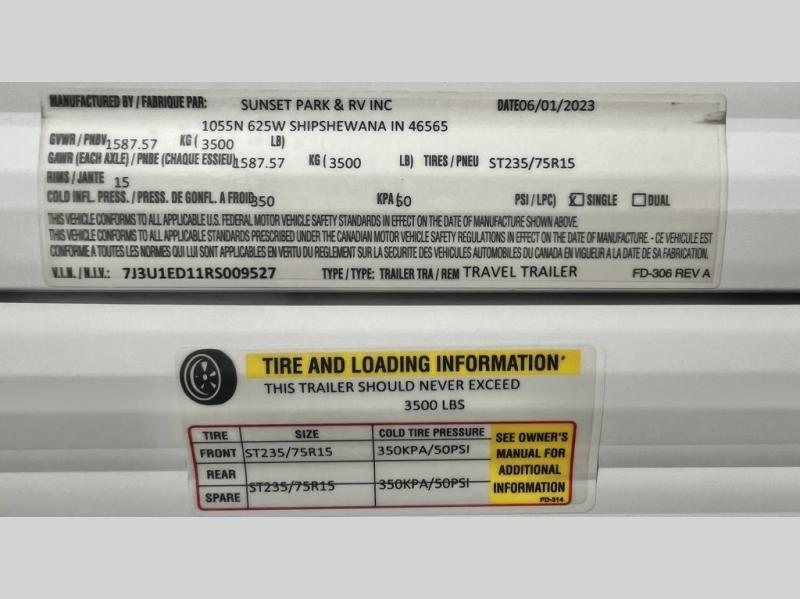 MANUFACTURED BY / FABRIQUE PAR: SUNSET PARK & RV INC DATE06/01/2023
1055N 625W SHIPSHEWANA IN 46565
GVWR / PNBV 1587.57 KG ( 3500 LB)
GAWR (EACH AXLE) / PNBE (CHAQUE ESSIEU) 1587.57 KG ( 3500 LB) TIRES / PNEU ST235/75R15
RIMS / JANTE 15
COLD INFL. PRESS. / PRESS. DE GONFL. A FROID 350 KPA 50 PSI / LPC) X SINGLE DUAL
THIS VEHICLE CONFORMS TO ALL APPLICABLE U.S. FEDERAL MOTOR VEHICLE SAFETY STANDARDS IN EFFECT ON THE DATE OF MANUFACTURE SHOWN ABOVE.
THIS VEHICLE CONFORMS TO ALL APPLICABLE STANDARDS PRESCRIBED UNDER THE CANADIAN MOTOR VEHICLE SAFETY REGULATIONS IN EFFECT ON THE DATE OF MANUFACTURE. - CE VEHICULE EST
CONFORME A TOUTES LES NORMES QUI LUI SONT APPLICABLES EN VERTU DU REGLEMENT SUR LA SECURITE DES VEHICULES AUTOMOBILES DU CANADA EN VIGUEUR A LA DATE DE SA FABRICATION.
V.I.N. / N.I.V.: 7J3U1ED11RS009527 TYPE / TYPE: TRAILER TRA / REM TRAVEL TRAILER FD-306 REV A
TIRE AND LOADING INFORMATION
THIS TRAILER SHOULD NEVER EXCEED
3500 LBS
TIRE SIZE COLD TIRE PRESSURE
FRONT ST235/75R15 350KPA/50PSI
REAR
SPARE ST235/75R15 350KPA/50PSI
SEE OWNER'S
MANUAL FOR
ADDITIONAL
INFORMATION
FD-314